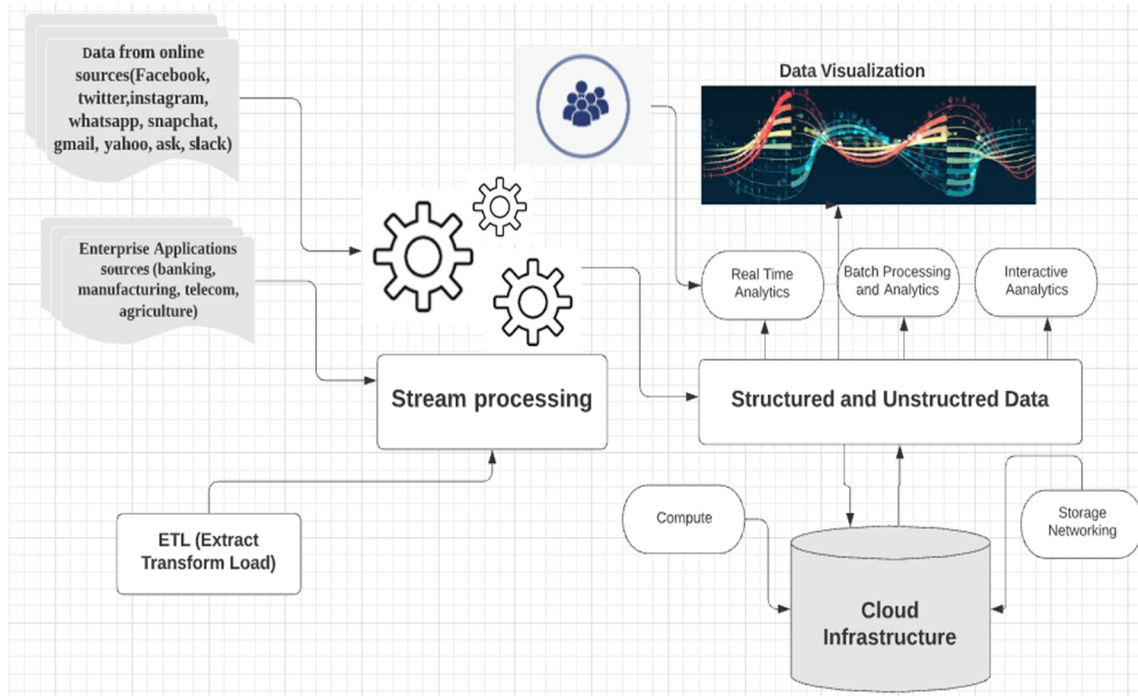 Data from online
sources(Facebook,
twitter,instagram,
whatsapp, snapchat,
gmail, yahoo, ask, slack)
Data Visualization
Enterprise Applications
sources (banking,
manufacturing, telecom,
agriculture)
Real Time
Analytics
Batch Processing
and Analytics
Interactive
Aanalytics
Stream processing
Structured and Unstructred Data
ETL (Extract
Transform Load)
Compute
Storage
Networking
Cloud
Infrastructure